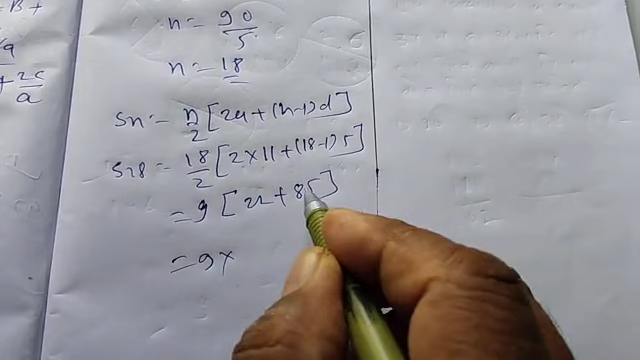 B +
2c/a
n = 90/5
n = 18
Sn = n/2 [2a + (n-1)d]
S18 = 18/2 [2×11 + (18-1)5]
= 9 [22 + 85]
= 9×